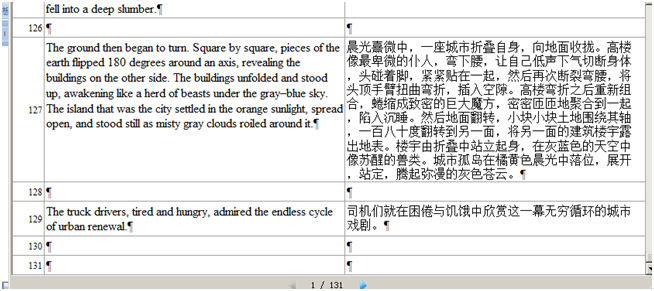 fell into a deep slumber.¶
126 ¶ ¶
127
The ground then began to turn. Square by square, pieces of the
earth flipped 180 degrees around an axis, revealing the
buildings on the other side. The buildings unfolded and stood
up, awakening like a herd of beasts under the gray–blue sky.
The island that was the city settled in the orange sunlight, spread
open, and stood still as misty gray clouds roiled around it.¶
晨光熹微中，一座城市折叠自身，向地面收拢。高楼
像最卑微的仆人，弯下腰，让自己低声下气切断身体
，头碰着脚，紧紧贴在一起，然后再次断裂弯腰，将
头顶手臂扭曲弯折，插入空隙。高楼弯折之后重新组
合，蜷缩成致密的巨大魔方，密密匝匝地聚合到一起
，陷入沉睡。然后地面翻转，小块小块土地围绕其轴
，一百八十度翻转到另一面，将另一面的建筑楼宇露
出地表。楼宇由折叠中站立起身，在灰蓝色的天空中
像苏醒的兽类。城市孤岛在橘黄色晨光中落位，展开
，站定，腾起弥漫的灰色苍云。¶
128 ¶ ¶
129
The truck drivers, tired and hungry, admired the endless cycle
of urban renewal.¶
司机们就在困倦与饥饿中欣赏这一幕无穷循环的城市
戏剧。¶
130 ¶ ¶
131 ¶ ¶
1 / 131